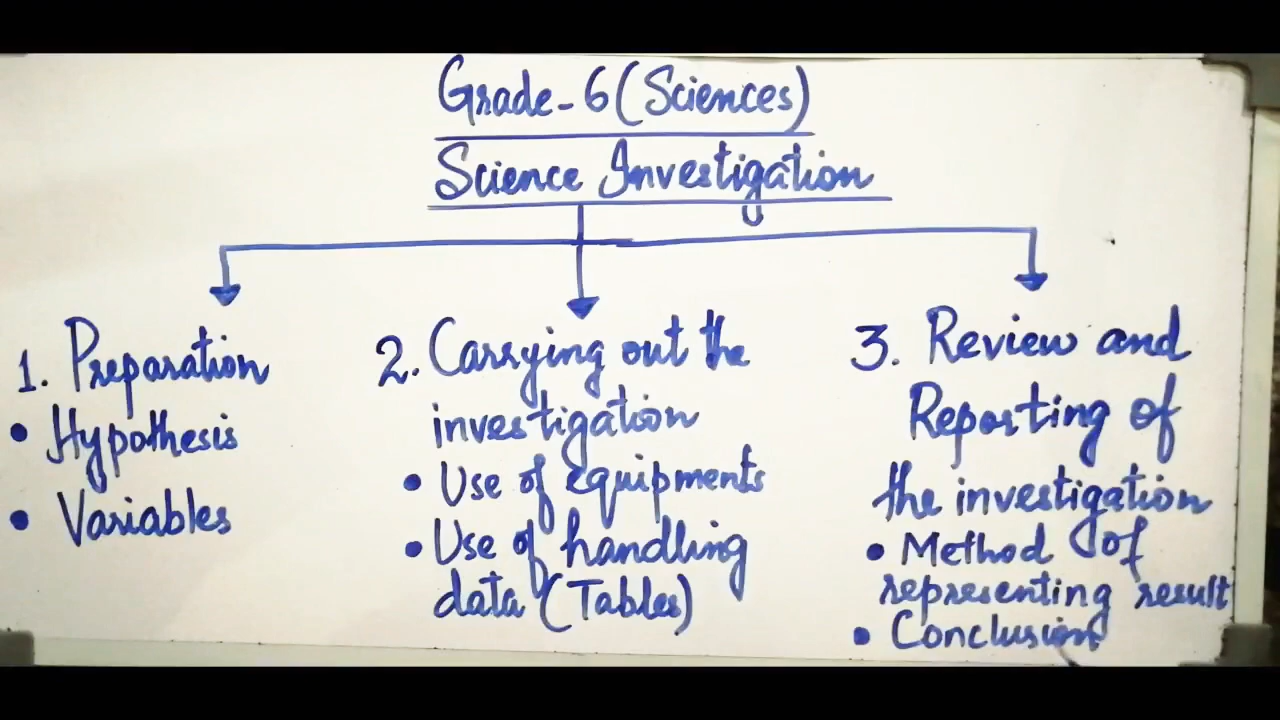 Grade-6 (Sciences)
Science Investigation
1. Preparation
• Hypothesis
• Variables
2. Carrying out the
investigation
• Use of equipments
• Use of handling
data (Tables)
3. Review and
Reporting of
the investigation
• Method of
representing result
• Conclusion